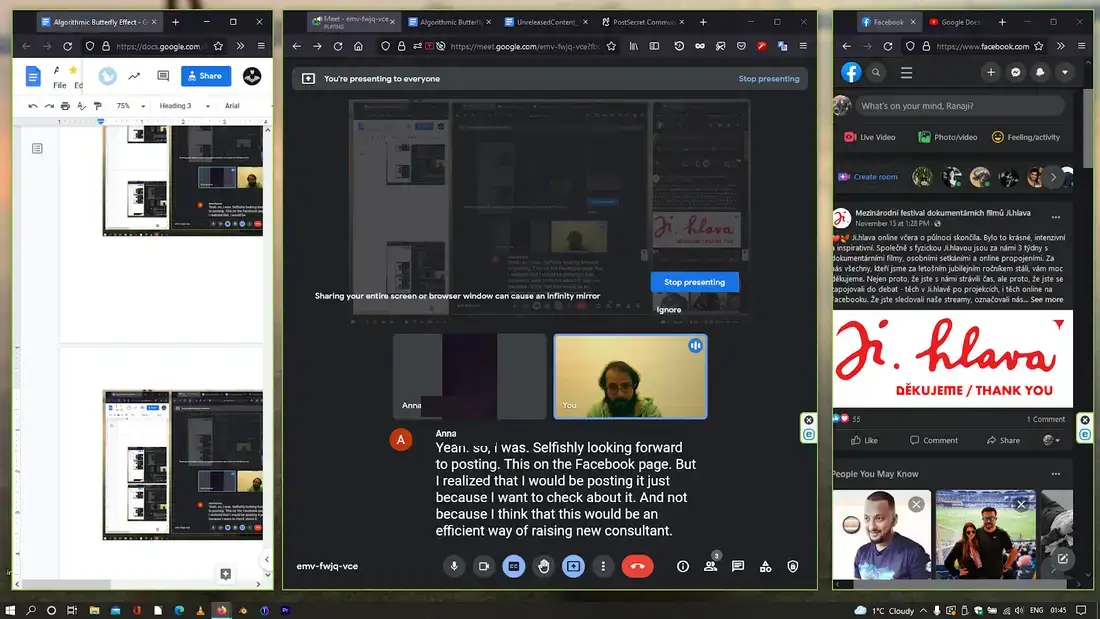 Algorithmic Butterfly Effect - G
https://docs.google.com
File
Ed
Share
75%
Heading 3
Arial
Meet - emv-fwjq-vce
PLAYING
Algorithmic Butterfly
UnreleasedContent_
PostSecret Commun
https://meet.google.com/emv-fwjq-vce?
You're presenting to everyone
Stop presenting
Sharing your entire screen or browser window can cause an infinity mirror
Stop presenting
Ignore
Anna
You
A
Anna
Yeah. so, i was. Selfishly looking forward
to posting. This on the Facebook page. But
I realized that I would be posting it just
because I want to check about it. And not
because I think that this would be an
efficient way of raising new consultant.
emv-fwjq-vce
3
Facebook
Google Docs
https://www.facebook.com
What's on your mind, Ranaji?
Live Video
Photo/video
Feeling/activity
Create room
Mezinárodní festival dokumentárních filmů Ji.hlava
November 15 at 1:28 PM
Ji.hlava online včera o půlnoci skončila. Bylo to krásné, intenzivní
a inspirativní. Společně s fyzickou Ji.hlavou jsou za námi 3 týdny s
dokumentárními filmy, osobními setkáními a online propojeními. Za
nás všechny, kteří jsme za letošním jubilejním ročníkem stáli, vám moc
děkujeme. Nejen proto, že jste s námi strávili čas, ale proto, že jste se
zapojovali do debat - těch v Ji.hlavě po projekcích, i těch online na
Facebooku. Že jste sledovali naše streamy, označovali nás... See more
Ji. hlava
DĚKUJEME / THANK YOU
55
1 Comment
Like
Comment
Share
People You May Know
1°C Cloudy
ENG
01:45